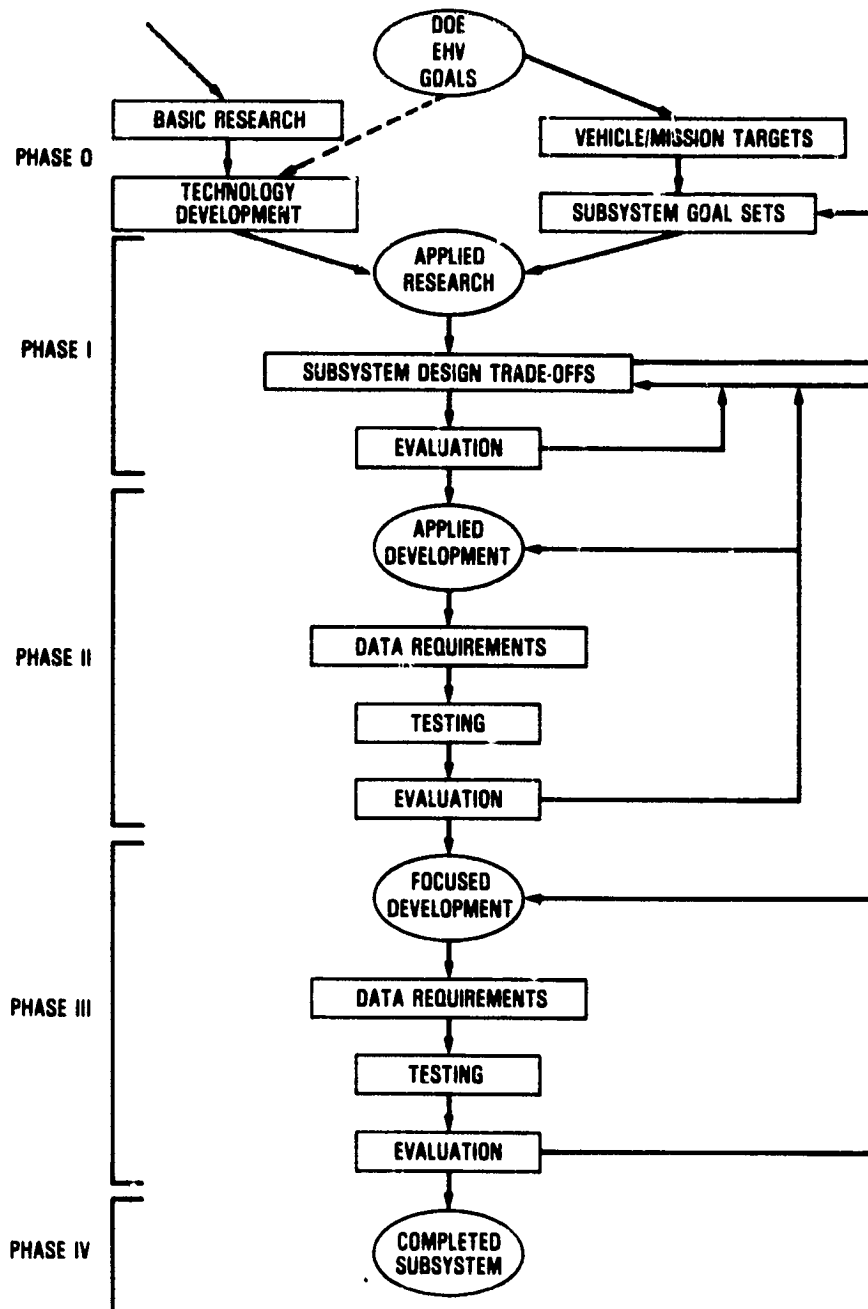 DOE
EHV
GOALS
BASIC RESEARCH
VEHICLE/MISSION TARGETS
PHASE 0
TECHNOLOGY
DEVELOPMENT
SUBSYSTEM GOAL SETS
APPLIED
RESEARCH
PHASE I
SUBSYSTEM DESIGN TRADE-OFFS
EVALUATION
APPLIED
DEVELOPMENT
PHASE II
DATA REQUIREMENTS
TESTING
EVALUATION
FOCUSED
DEVELOPMENT
PHASE III
DATA REQUIREMENTS
TESTING
EVALUATION
PHASE IV
COMPLETED
SUBSYSTEM